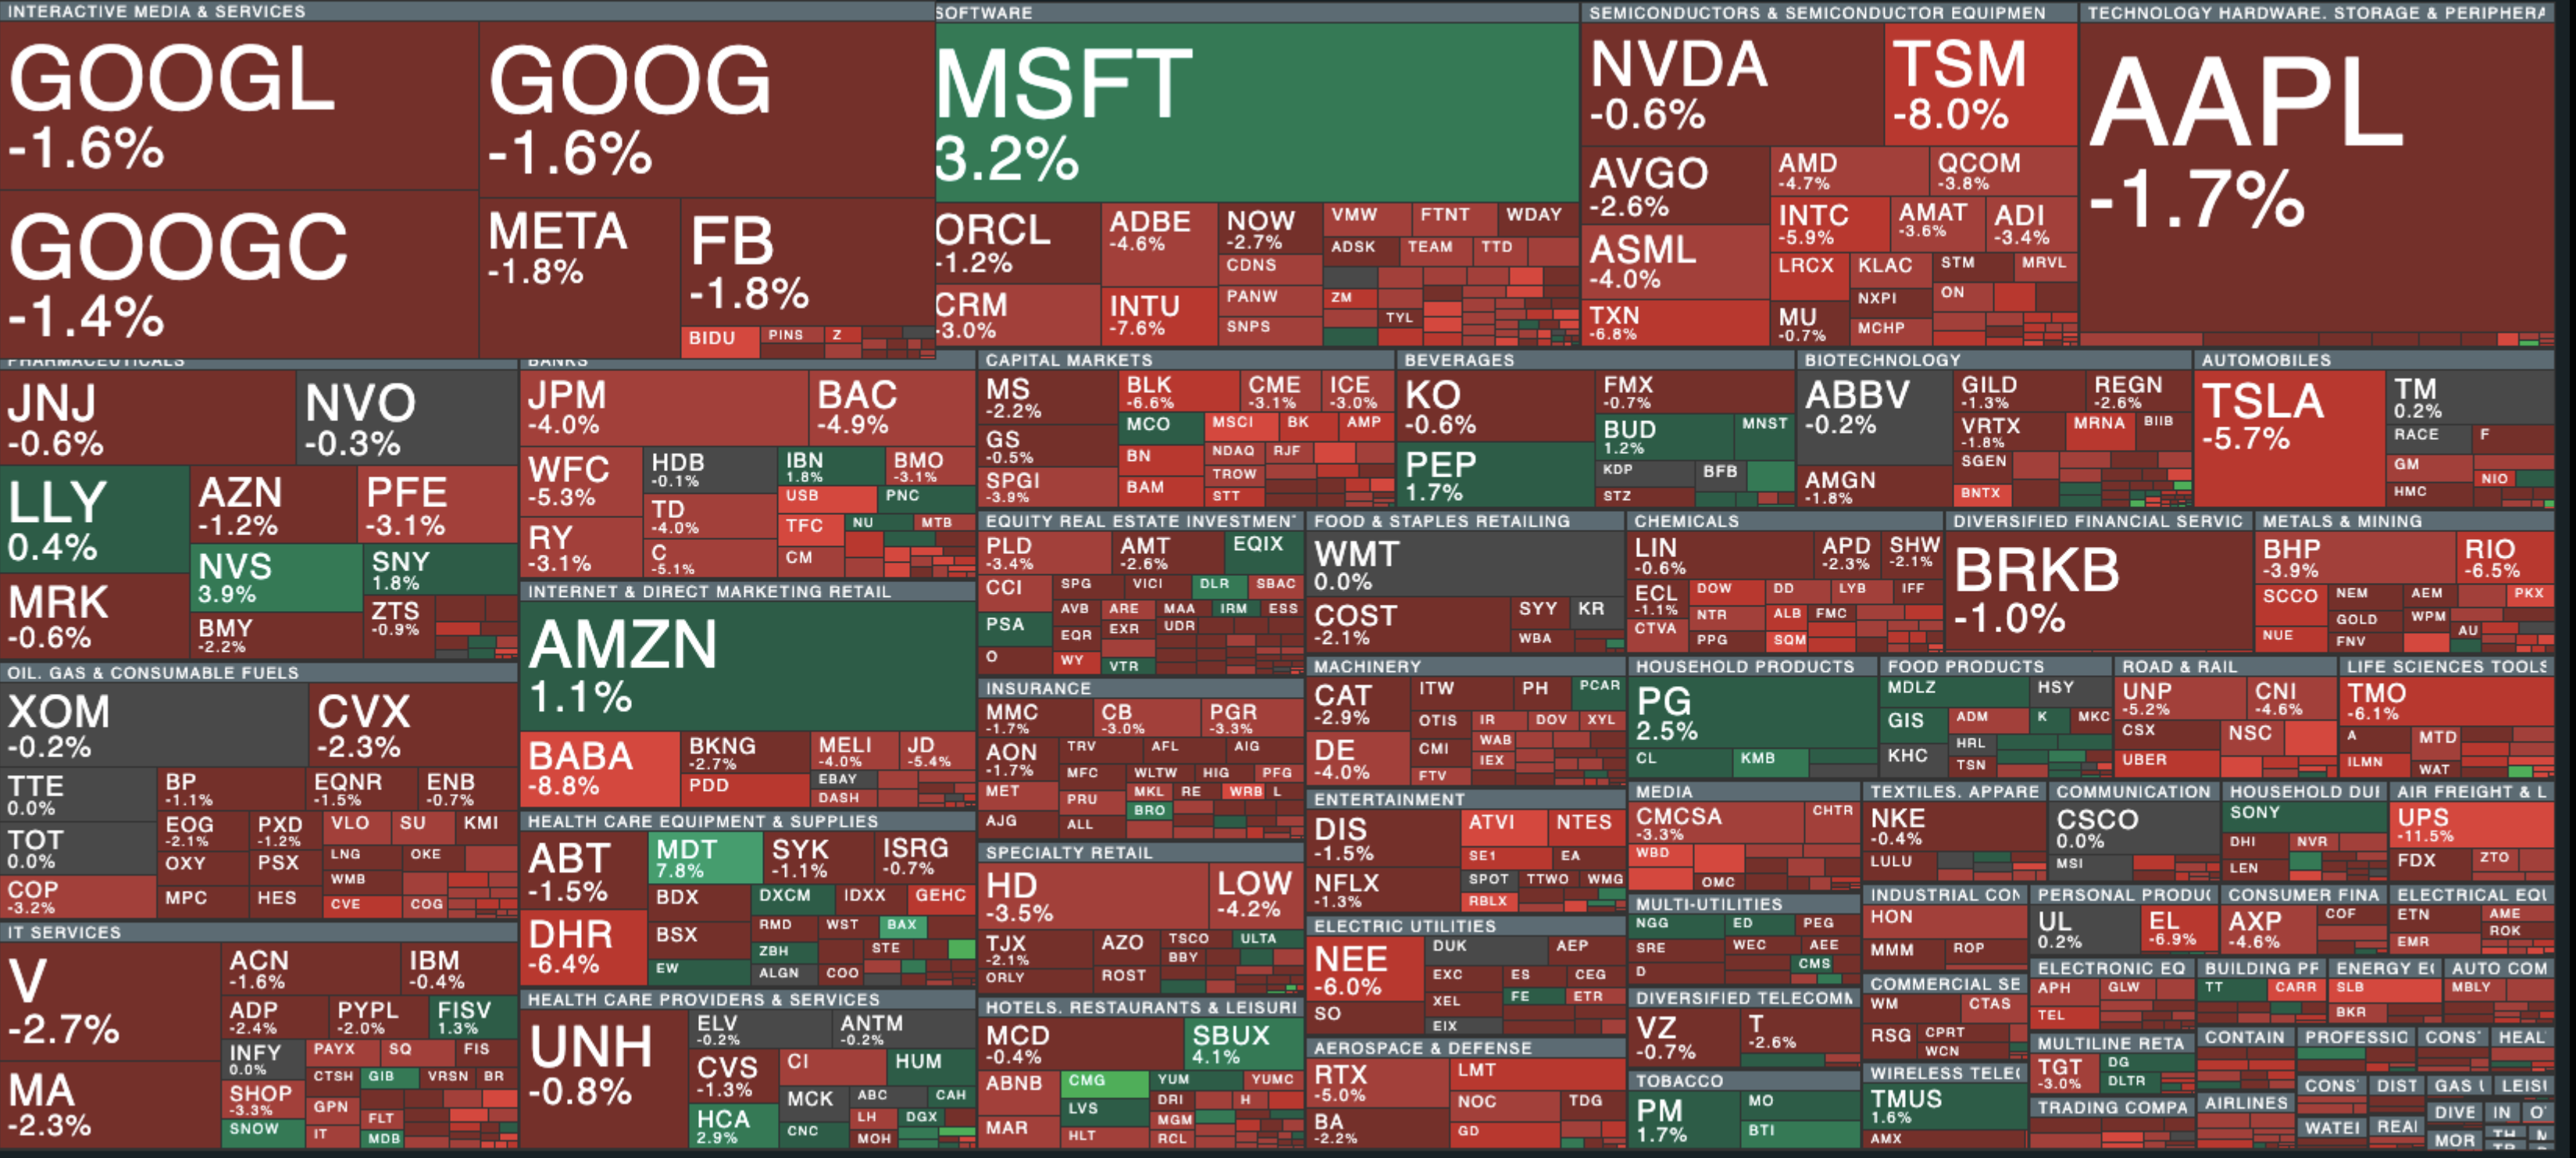 INTERACTIVE MEDIA & SERVICES
GOOGL
-1.6%
GOOG
-1.6%
GOOGC
-1.4%
META
-1.8%
FB
-1.8%
BIDU
PINS
Z
SOFTWARE
MSFT
3.2%
ORCL
-1.2%
CRM
-3.0%
ADBE
-4.6%
INTU
-7.6%
NOW
-2.7%
CDNS
PANW
SNPS
VMW
FTNT
WDAY
ADSK
TEAM
TTD
ZM
TYL
SEMICONDUCTORS & SEMICONDUCTOR EQUIPMEN
NVDA
-0.6%
TSM
-8.0%
AVGO
-2.6%
ASML
-4.0%
TXN
-6.8%
AMD
-4.7%
QCOM
-3.8%
INTC
-5.9%
AMAT
-3.6%
ADI
-3.4%
LRCX
KLAC
STM
MRVL
MU
-0.7%
NXPI
ON
MCHP
TECHNOLOGY HARDWARE. STORAGE & PERIPHERA
AAPL
-1.7%
PHARMACEUTICALS
JNJ
-0.6%
NVO
-0.3%
LLY
0.4%
AZN
-1.2%
PFE
-3.1%
MRK
-0.6%
NVS
3.9%
SNY
1.8%
BMY
-2.2%
ZTS
-0.9%
BANKS
JPM
-4.0%
BAC
-4.9%
WFC
-5.3%
RY
-3.1%
HDB
-0.1%
TD
-4.0%
C
-5.1%
IBN
1.8%
BMO
-3.1%
USB
PNC
TFC
NU
MTB
CM
CAPITAL MARKETS
MS
-2.2%
GS
-0.5%
SPGI
-3.9%
BLK
-6.6%
CME
-3.1%
ICE
-3.0%
MCO
MSCI
BK
AMP
BN
NDAQ
RJF
BAM
TROW
STT
BEVERAGES
KO
-0.6%
PEP
1.7%
FMX
-0.7%
BUD
1.2%
MNST
KDP
BFB
STZ
BIOTECHNOLOGY
ABBV
-0.2%
AMGN
-1.8%
GILD
-1.3%
REGN
-2.6%
VRTX
-1.8%
MRNA
BIIB
SGEN
BNTX
AUTOMOBILES
TSLA
-5.7%
TM
0.2%
RACE
F
GM
NIO
HMC
OIL. GAS & CONSUMABLE FUELS
XOM
-0.2%
CVX
-2.3%
TTE
0.0%
TOT
0.0%
COP
-3.2%
BP
-1.1%
EQNR
-1.5%
ENB
-0.7%
EOG
-2.1%
PXD
-1.2%
VLO
SU
KMI
OXY
PSX
LNG
OKE
WMB
MPC
HES
CVE
COG
INTERNET & DIRECT MARKETING RETAIL
AMZN
1.1%
BABA
-8.8%
BKNG
-2.7%
PDD
MELI
-4.0%
JD
-5.4%
EBAY
DASH
EQUITY REAL ESTATE INVESTMEN
PLD
-3.4%
AMT
-2.6%
EQIX
CCI
SPG
VICI
DLR
SBAC
PSA
AVB
ARE
MAA
IRM
ESS
EQR
EXR
UDR
O
WY
VTR
FOOD & STAPLES RETAILING
WMT
0.0%
COST
-2.1%
SYY
KR
WBA
CHEMICALS
LIN
-0.6%
APD
-2.3%
SHW
-2.1%
ECL
-1.1%
DOW
DD
LYB
IFF
NTR
ALB
FMC
CTVA
PPG
SQM
DIVERSIFIED FINANCIAL SERVIC
BRKB
-1.0%
METALS & MINING
BHP
-3.9%
RIO
-6.5%
SCCO
NEM
AEM
PKX
GOLD
WPM
NUE
FNV
AU
INSURANCE
MMC
-1.7%
CB
-3.0%
PGR
-3.3%
AON
-1.7%
TRV
AFL
AIG
MFC
WLTW
HIG
PFG
MET
PRU
MKL
RE
WRB
L
BRO
AJG
ALL
MACHINERY
CAT
-2.9%
DE
-4.0%
ITW
PH
PCAR
OTIS
IR
DOV
XYL
CMI
WAB
IEX
FTV
HOUSEHOLD PRODUCTS
PG
2.5%
CL
KMB
FOOD PRODUCTS
MDLZ
HSY
GIS
ADM
K
MKC
KHC
HRL
TSN
ROAD & RAIL
UNP
-5.2%
CNI
-4.6%
CSX
NSC
UBER
LIFE SCIENCES TOOLS
TMO
-6.1%
A
MTD
ILMN
WAT
HEALTH CARE EQUIPMENT & SUPPLIES
ABT
-1.5%
DHR
-6.4%
MDT
7.8%
SYK
-1.1%
ISRG
-0.7%
BDX
DXCM
IDXX
GEHC
BSX
RMD
WST
BAX
ZBH
STE
EW
ALGN
COO
SPECIALTY RETAIL
HD
-3.5%
LOW
-4.2%
TJX
-2.1%
AZO
TSCO
ULTA
BBY
ORLY
ROST
ENTERTAINMENT
DIS
-1.5%
NFLX
-1.3%
ATVI
NTES
SE1
EA
SPOT
TTWO
WMG
RBLX
MEDIA
CMCSA
-3.3%
CHTR
WBD
OMC
TEXTILES. APPARE
NKE
-0.4%
LULU
COMMUNICATION
CSCO
0.0%
MSI
HOUSEHOLD DUI
SONY
DHI
NVR
LEN
AIR FREIGHT & L
UPS
-11.5%
FDX
ZTO
IT SERVICES
V
-2.7%
MA
-2.3%
ACN
-1.6%
IBM
-0.4%
ADP
-2.4%
PYPL
-2.0%
FISV
1.3%
INFY
0.0%
PAYX
SQ
FIS
SHOP
-3.3%
CTSH
GIB
VRSN
BR
GPN
FLT
SNOW
IT
MDB
HEALTH CARE PROVIDERS & SERVICES
UNH
-0.8%
ELV
-0.2%
ANTM
-0.2%
CVS
-1.3%
CI
HUM
HCA
2.9%
MCK
ABC
CAH
LH
DGX
CNC
MOH
HOTELS. RESTAURANTS & LEISURI
MCD
-0.4%
SBUX
4.1%
ABNB
CMG
YUM
YUMC
LVS
DRI
H
MGM
MAR
HLT
RCL
ELECTRIC UTILITIES
NEE
-6.0%
SO
DUK
AEP
EXC
ES
CEG
XEL
FE
ETR
EIX
AEROSPACE & DEFENSE
RTX
-5.0%
BA
-2.2%
LMT
NOC
TDG
GD
MULTI-UTILITIES
NGG
ED
PEG
SRE
WEC
AEE
D
CMS
DIVERSIFIED TELECOMM
VZ
-0.7%
T
-2.6%
TOBACCO
PM
1.7%
MO
BTI
INDUSTRIAL CON
HON
MMM
ROP
COMMERCIAL SE
WM
CTAS
RSG
CPRT
WCN
WIRELESS TELE
TMUS
1.6%
AMX
PERSONAL PRODU
UL
0.2%
EL
-6.9%
CONSUMER FINA
AXP
-4.6%
COF
ELECTRICAL EQU
ETN
AME
ROK
EMR
ELECTRONIC EQ
APH
GLW
TEL
BUILDING PF
TT
CARR
ENERGY E
SLB
BKR
AUTO COM
MBLY
MULTILINE RETA
TGT
-3.0%
DG
DLTR
CONTAIN
PROFESSIO
CONS
HEAL
TRADING COMPA
AIRLINES
CONS
DIST
GAS
LEISU
WATEI
REAI
DIVE
IN
MOR